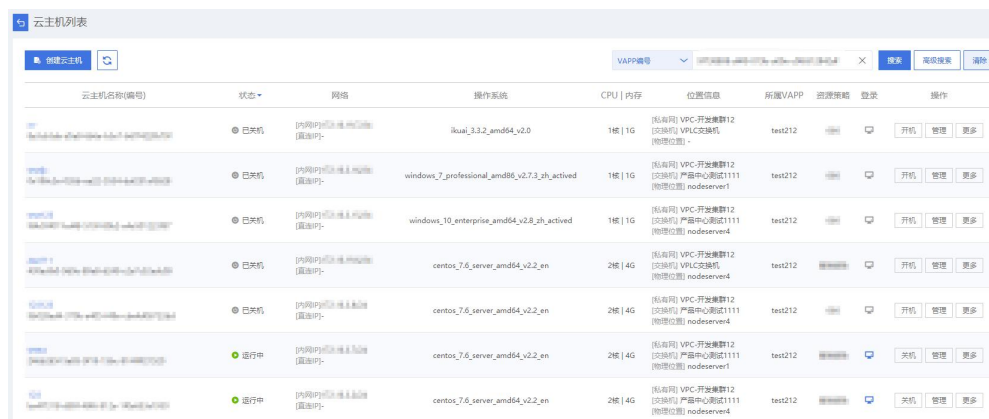 云主机列表
创建云主机
VAPP编号
搜索 高级搜索 清除
云主机名称(编号) 状态 网络 操作系统 CPU | 内存 位置信息 所属VAPP 资源策略 登录 操作
[私有网] VPC-开发集群12
已关机 [内网IP] ikuai_3.3.2_amd64_v2.0 1核 | 1G [交换机] VPLC交换机 test212 开机 管理 更多
[直连IP]- [物理位置] -
[私有网] VPC-开发集群12
已关机 [内网IP] windows_7_professional_amd86_v2.7.3_zh_actived 1核 | 1G [交换机] 产品中心测试1111 test212 开机 管理 更多
[直连IP]- [物理位置] nodeserver1
[私有网] VPC-开发集群12
已关机 [内网IP] windows_10_enterprise_amd64_v2.8_zh_actived 1核 | 1G [交换机] 产品中心测试1111 test212 开机 管理 更多
[直连IP]- [物理位置] nodeserver4
[私有网] VPC-开发集群12
已关机 [内网IP] centos_7.6_server_amd64_v2.2_en 2核 | 4G [交换机] VPLC交换机 test212 开机 管理 更多
[直连IP]- [物理位置] nodeserver4
[私有网] VPC-开发集群12
已关机 [内网IP] centos_7.6_server_amd64_v2.2_en 2核 | 4G [交换机] 产品中心测试1111 test212 开机 管理 更多
[直连IP]- [物理位置] nodeserver4
[私有网] VPC-开发集群12
运行中 [内网IP] centos_7.6_server_amd64_v2.2_en 2核 | 4G [交换机] 产品中心测试1111 test212 关机 管理 更多
[直连IP]- [物理位置] nodeserver1
[私有网] VPC-开发集群12
运行中 [内网IP] centos_7.6_server_amd64_v2.2_en 2核 | 4G [交换机] 产品中心测试1111 test212 关机 管理 更多
[直连IP]- [物理位置] nodeserver4